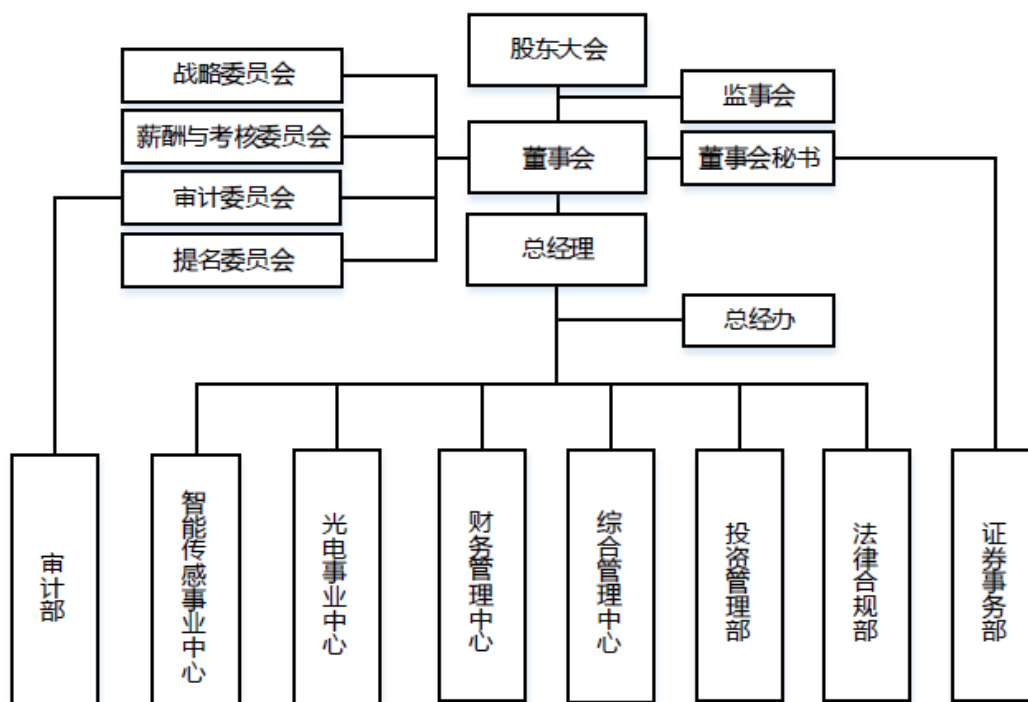 股东大会
战略委员会
监事会
薪酬与考核委员会
董事会
董事会秘书
审计委员会
总经理
提名委员会
总经办
审计部
智能传感事业中心
光电事业中心
财务管理中心
综合管理中心
投资管理部
法律合规部
证券事务部